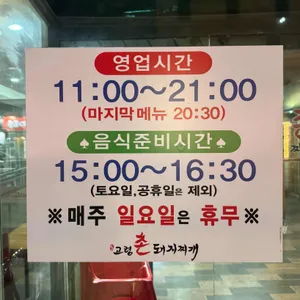 영업시간
11:00~21:00
(마지막메뉴 20:30)
♠음식준비시간♠
15:00~16:30
(토요일,공휴일은 제외)
※매주 일요일은 휴무※
고련 촌 돼지찌개